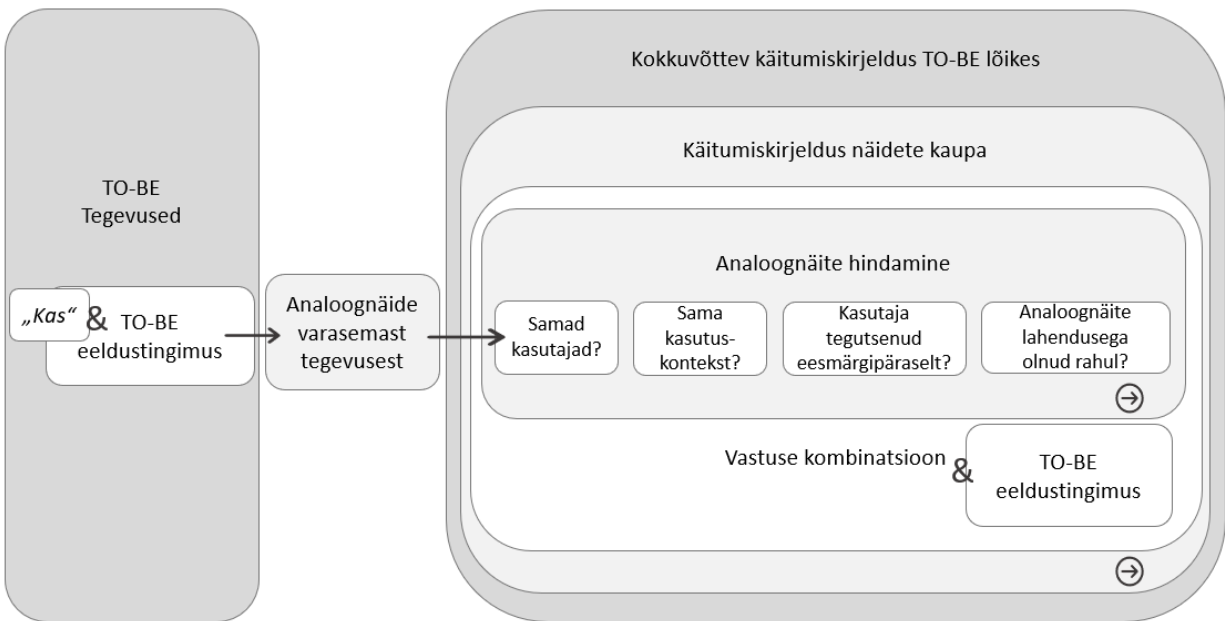 TO-BE
Tegevused
„Kas“
&
TO-BE
eeldustingimus
Analoognäide
varasemast
tegevusest
Kokkuvõttev käitumiskirjeldus TO-BE lõikes
Käitumiskirjeldus näidete kaupa
Analoognäite hindamine
Samad
kasutajad?
Sama
kasutus-
kontekst?
Kasutaja
tegutsenud
eesmärgipäraselt?
Analoognäite
lahendusega
olnud rahul?
Vastuse kombinatsioon
&
TO-BE
eeldustingimus